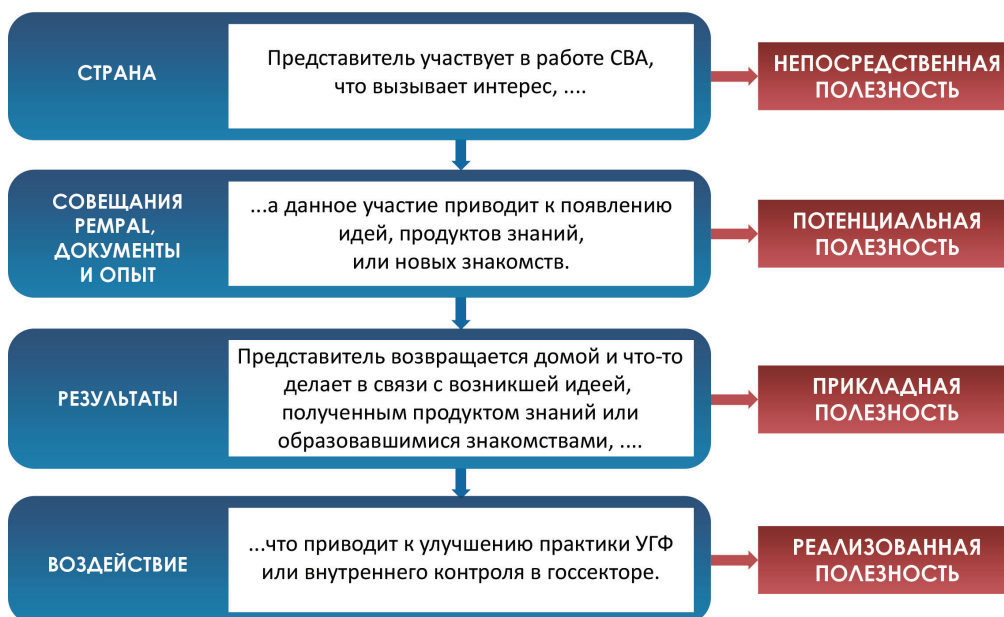 СТРАНА
Представитель участвует в работе СВА,
что вызывает интерес, ....
НЕПОСРЕДСТВЕННАЯ
ПОЛЕЗНОСТЬ
СОВЕЩАНИЯ
PEMPAL,
ДОКУМЕНТЫ
И ОПЫТ
...а данное участие приводит к появлению
идей, продуктов знаний,
или новых знакомств.
ПОТЕНЦИАЛЬНАЯ
ПОЛЕЗНОСТЬ
РЕЗУЛЬТАТЫ
Представитель возвращается домой и что-то
делает в связи с возникшей идеей,
полученным продуктом знаний или
образовавшимися знакомствами, ....
ПРИКЛАДНАЯ
ПОЛЕЗНОСТЬ
ВОЗДЕЙСТВИЕ
...что приводит к улучшению практики УГФ
или внутреннего контроля в госсекторе.
РЕАЛИЗОВАННАЯ
ПОЛЕЗНОСТЬ